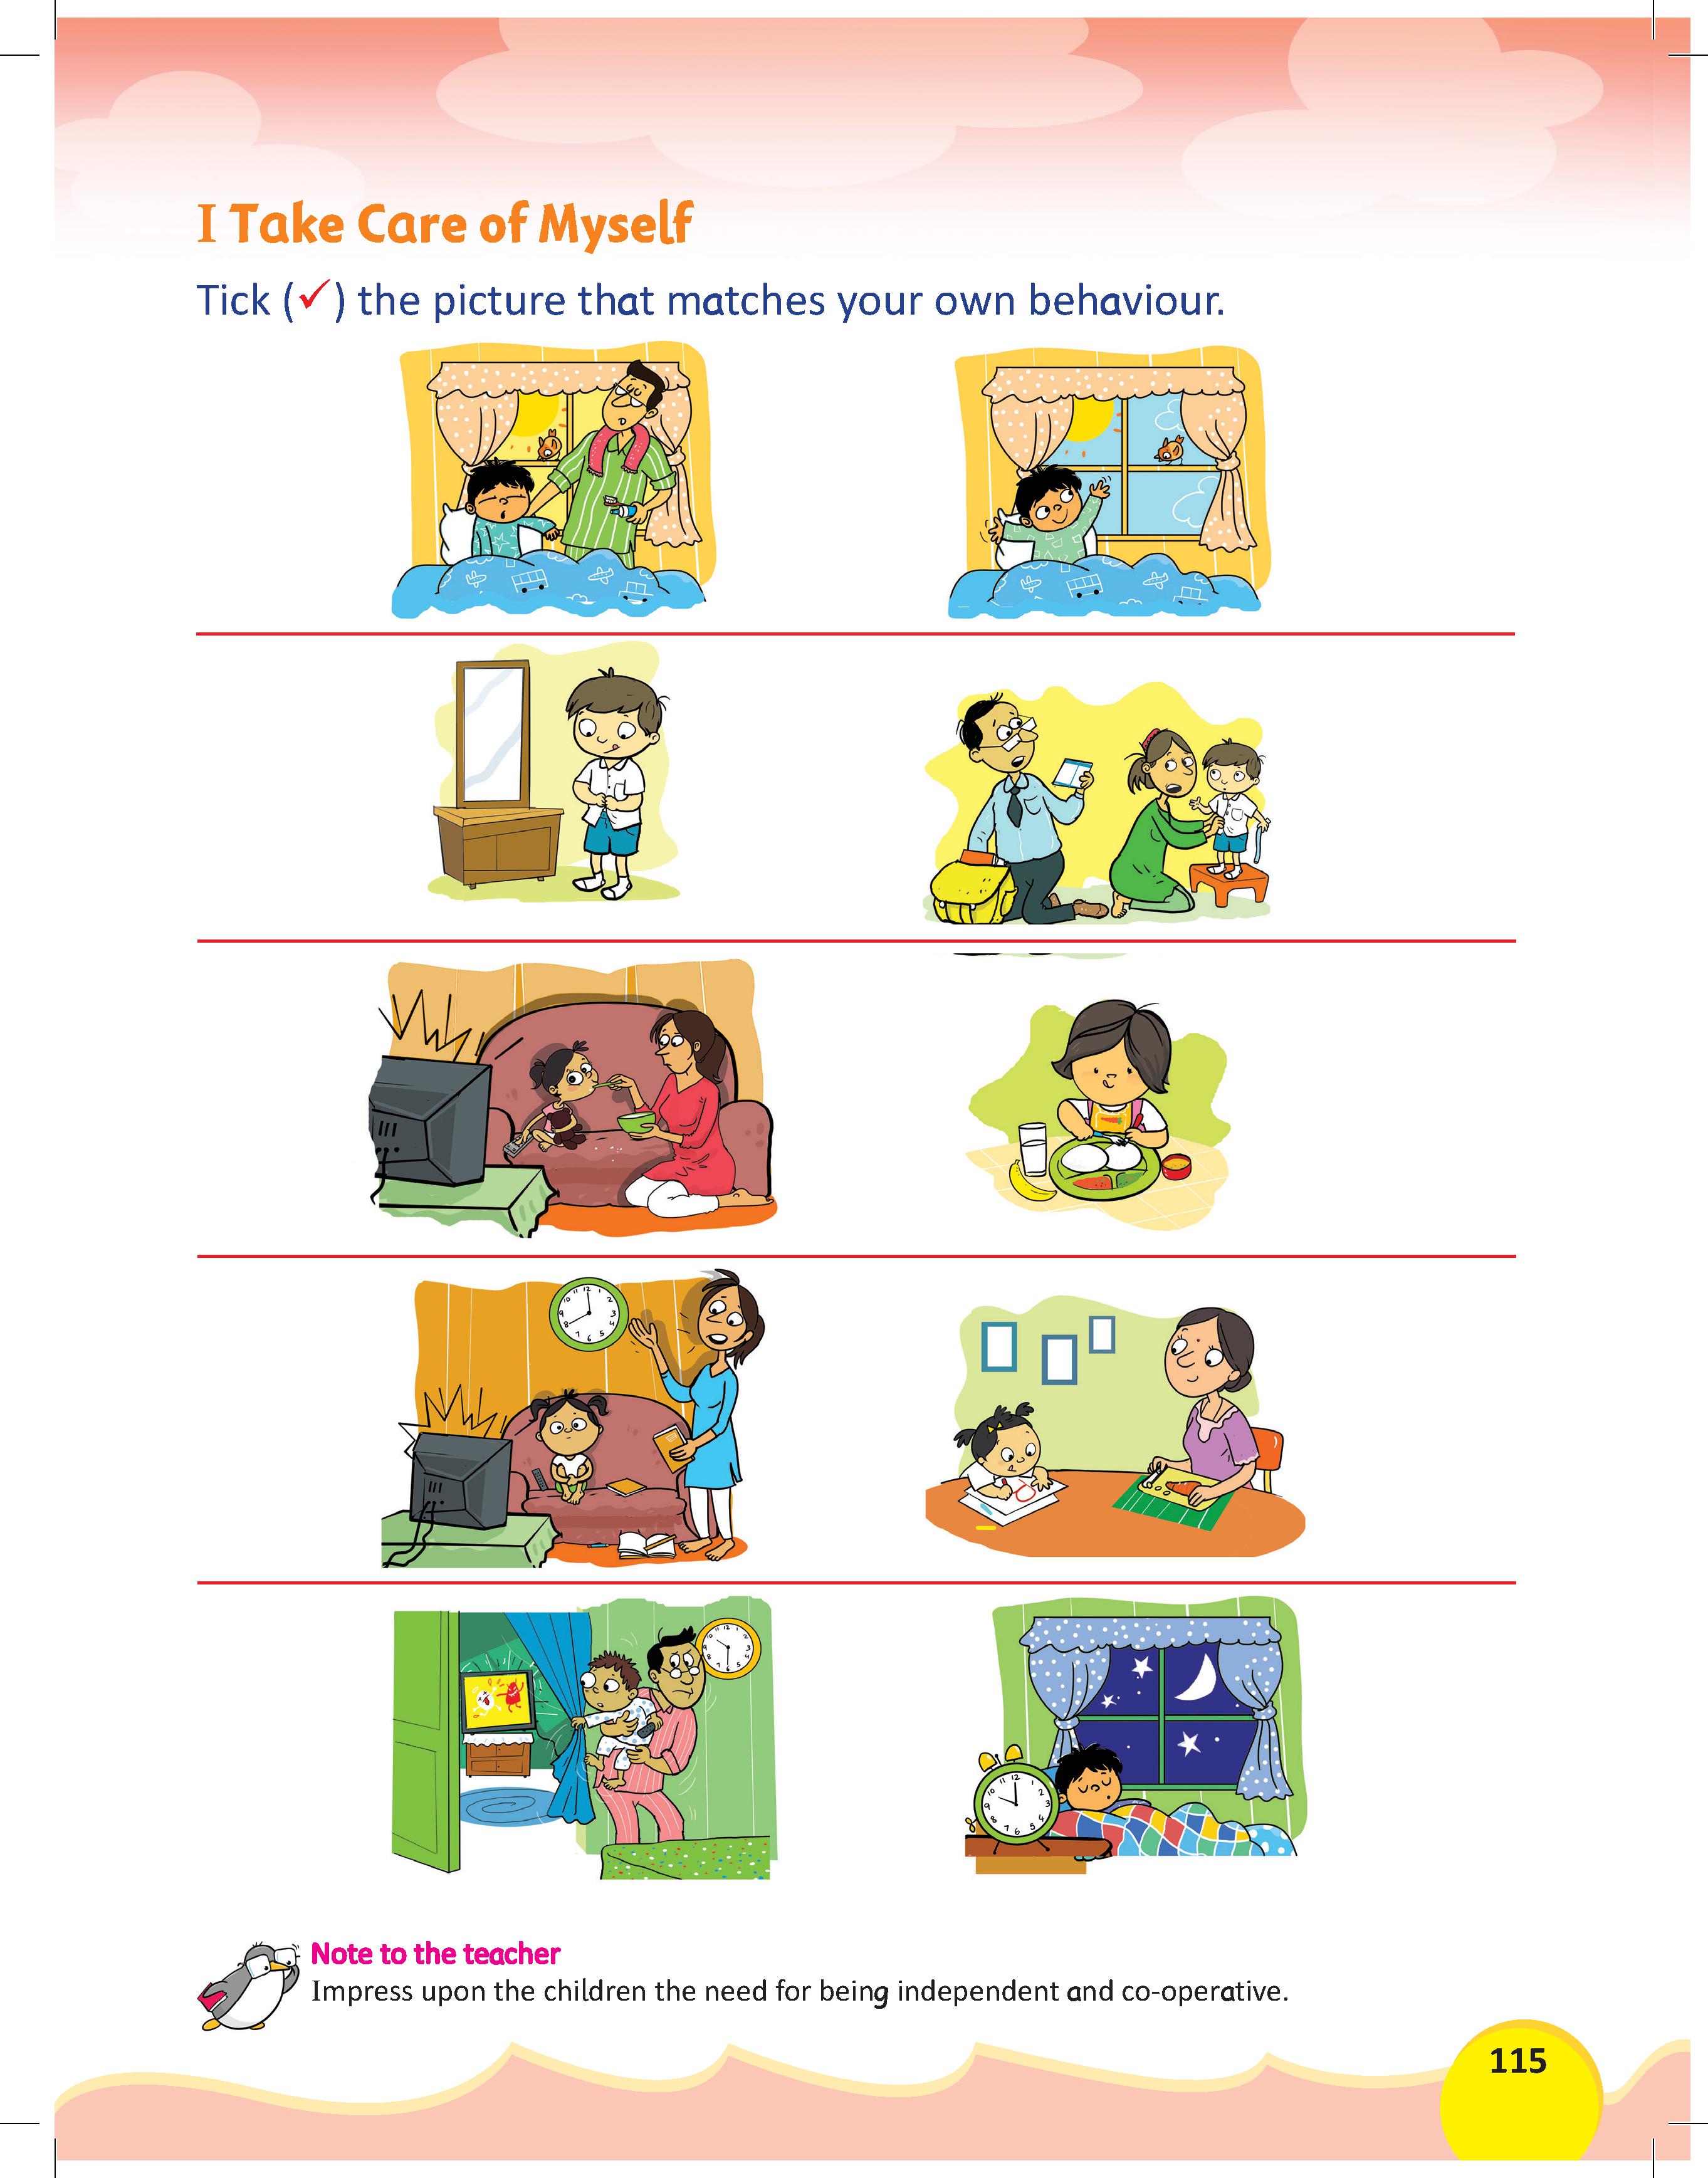 I Take Care of Myself
Tick (✓) the picture that matches your own behaviour.
Note to the teacher
Impress upon the children the need for being independent and co-operative.
115